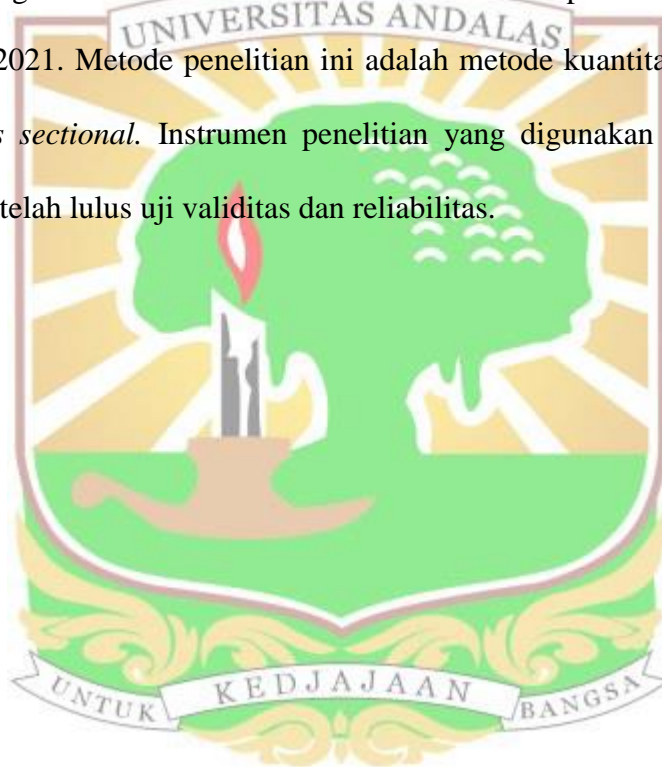 UNIVERSITAS ANDALAS
2021. Metode penelitian ini adalah metode kuantita
s sectional. Instrumen penelitian yang digunakan
telah lulus uji validitas dan reliabilitas.
UNTUK KEDJAJAAN BANGSA